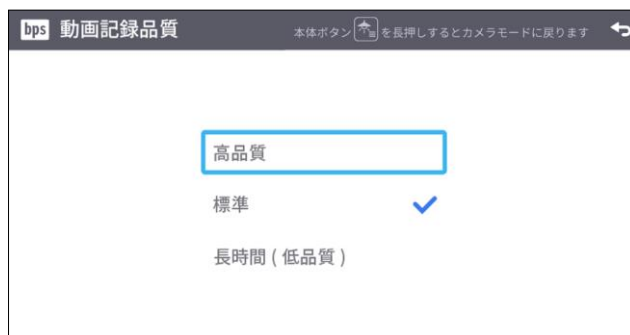 bps 動画記録品質 本体ボタン を長押しするとカメラモードに戻ります
高品質
標準
長時間 ( 低品質 )